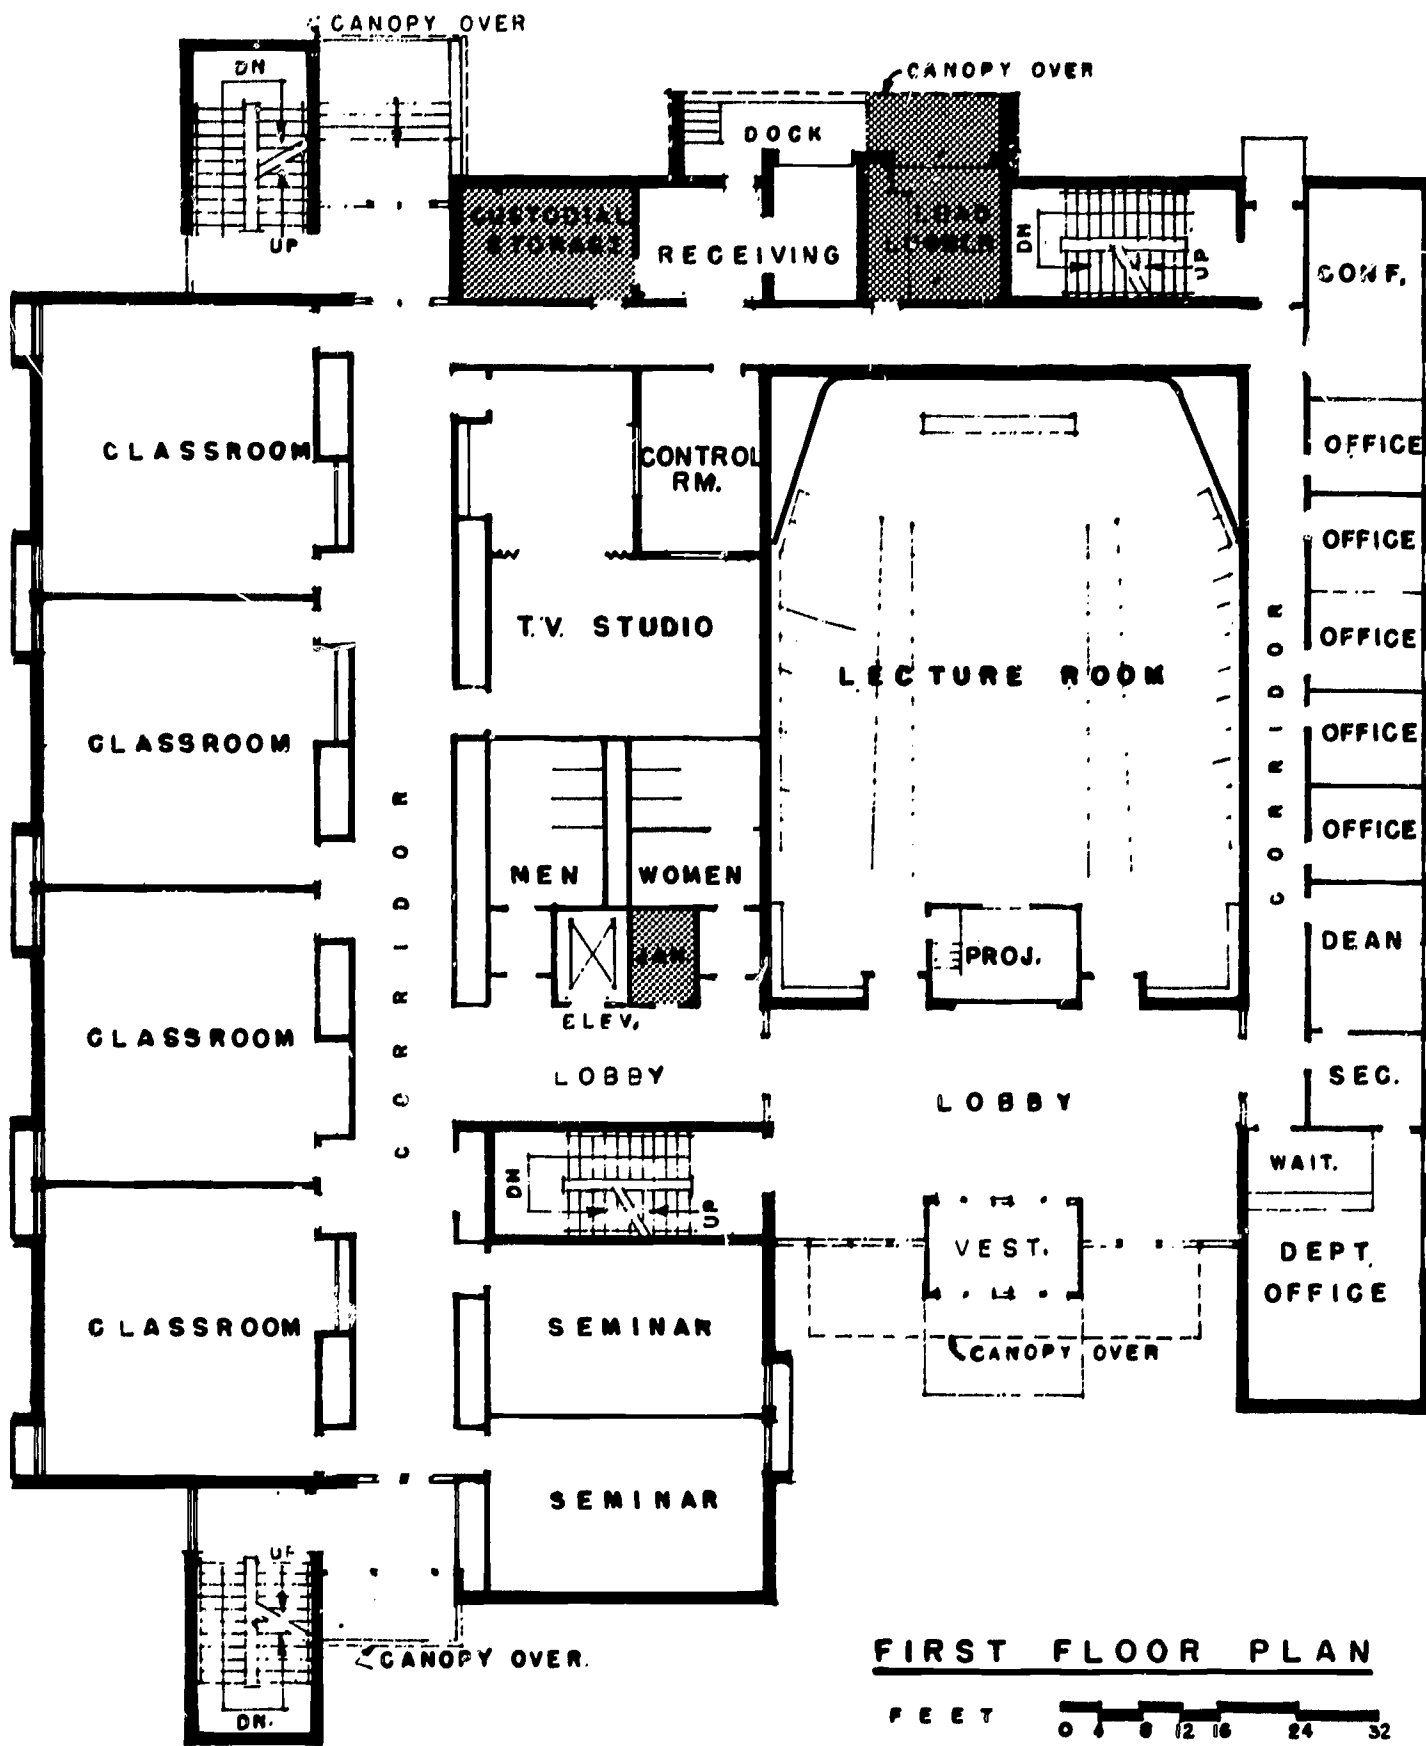 CANOPY OVER
CANOPY OVER
DN
DOCK
CUSTODIAL
STORAGE
UP
RECEIVING
LOAD
DN
UP
CONF.
CLASSROOM
CONTROL
RM.
OFFICE
OFFICE
T.V. STUDIO
OFFICE
LECTURE ROOM
CORRIDOR
OFFICE
CLASSROOM
OFFICE
CORRIDOR
MEN
WOMEN
DEAN
JAN.
PROJ.
ELEV.
CLASSROOM
LOBBY
LOBBY
SEC.
DN
UP
WAIT.
VEST.
DEPT.
OFFICE
CLASSROOM
SEMINAR
CANOPY OVER
SEMINAR
UP
CANOPY OVER.
DN.
FIRST FLOOR PLAN
FEET
0 4 8 12 16 24 32